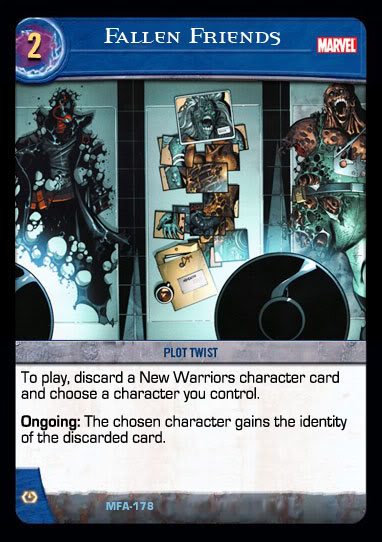 2
FALLEN FRIENDS
MARVEL
PLOT TWIST
To play, discard a New Warriors character card
and choose a character you control.
Ongoing: The chosen character gains the identity
of the discarded card.
MFA-178